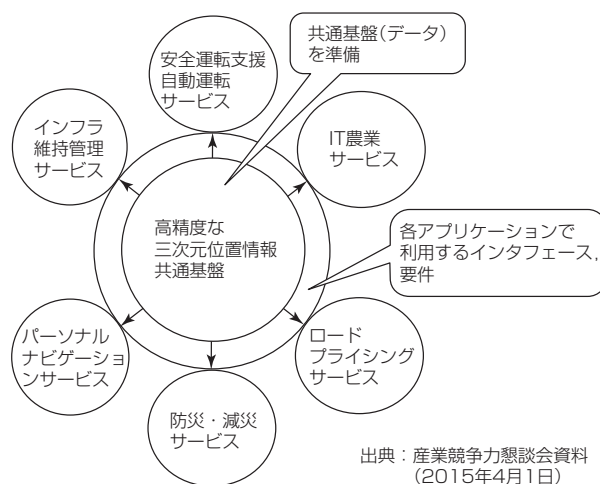 共通基盤（データ）
を準備
安全運転支援
自動運転
サービス
インフラ
維持管理
サービス
IT農業
サービス
高精度な
三次元位置情報
共通基盤
各アプリケーションで
利用するインタフェース，
要件
パーソナル
ナビゲーショ
ンサービス
ロード
プライシング
サービス
防災・減災
サービス
出典：産業競争力懇談会資料
（2015年4月1日）